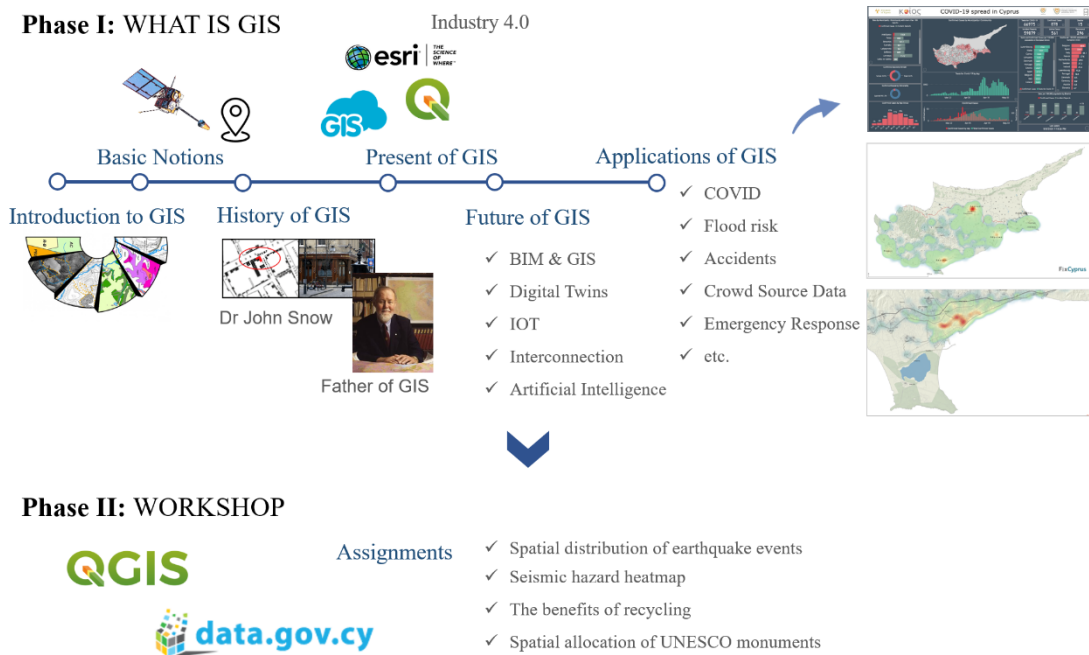 Phase I: WHAT IS GIS
Industry 4.0
esri
THE
SCIENCE
OF
WHERE
GIS
Basic Notions
Present of GIS
Applications of GIS
Introduction to GIS
History of GIS
Future of GIS
Dr John Snow
Father of GIS
✓ BIM & GIS
✓ Digital Twins
✓ IOT
✓ Interconnection
✓ Artificial Intelligence
✓ COVID
✓ Flood risk
✓ Accidents
✓ Crowd Source Data
✓ Emergency Response
✓ etc.
COVID-19 spread in Cyprus
FixCyprus
Phase II: WORKSHOP
QGIS
data.gov.cy
Assignments
✓ Spatial distribution of earthquake events
✓ Seismic hazard heatmap
✓ The benefits of recycling
✓ Spatial allocation of UNESCO monuments